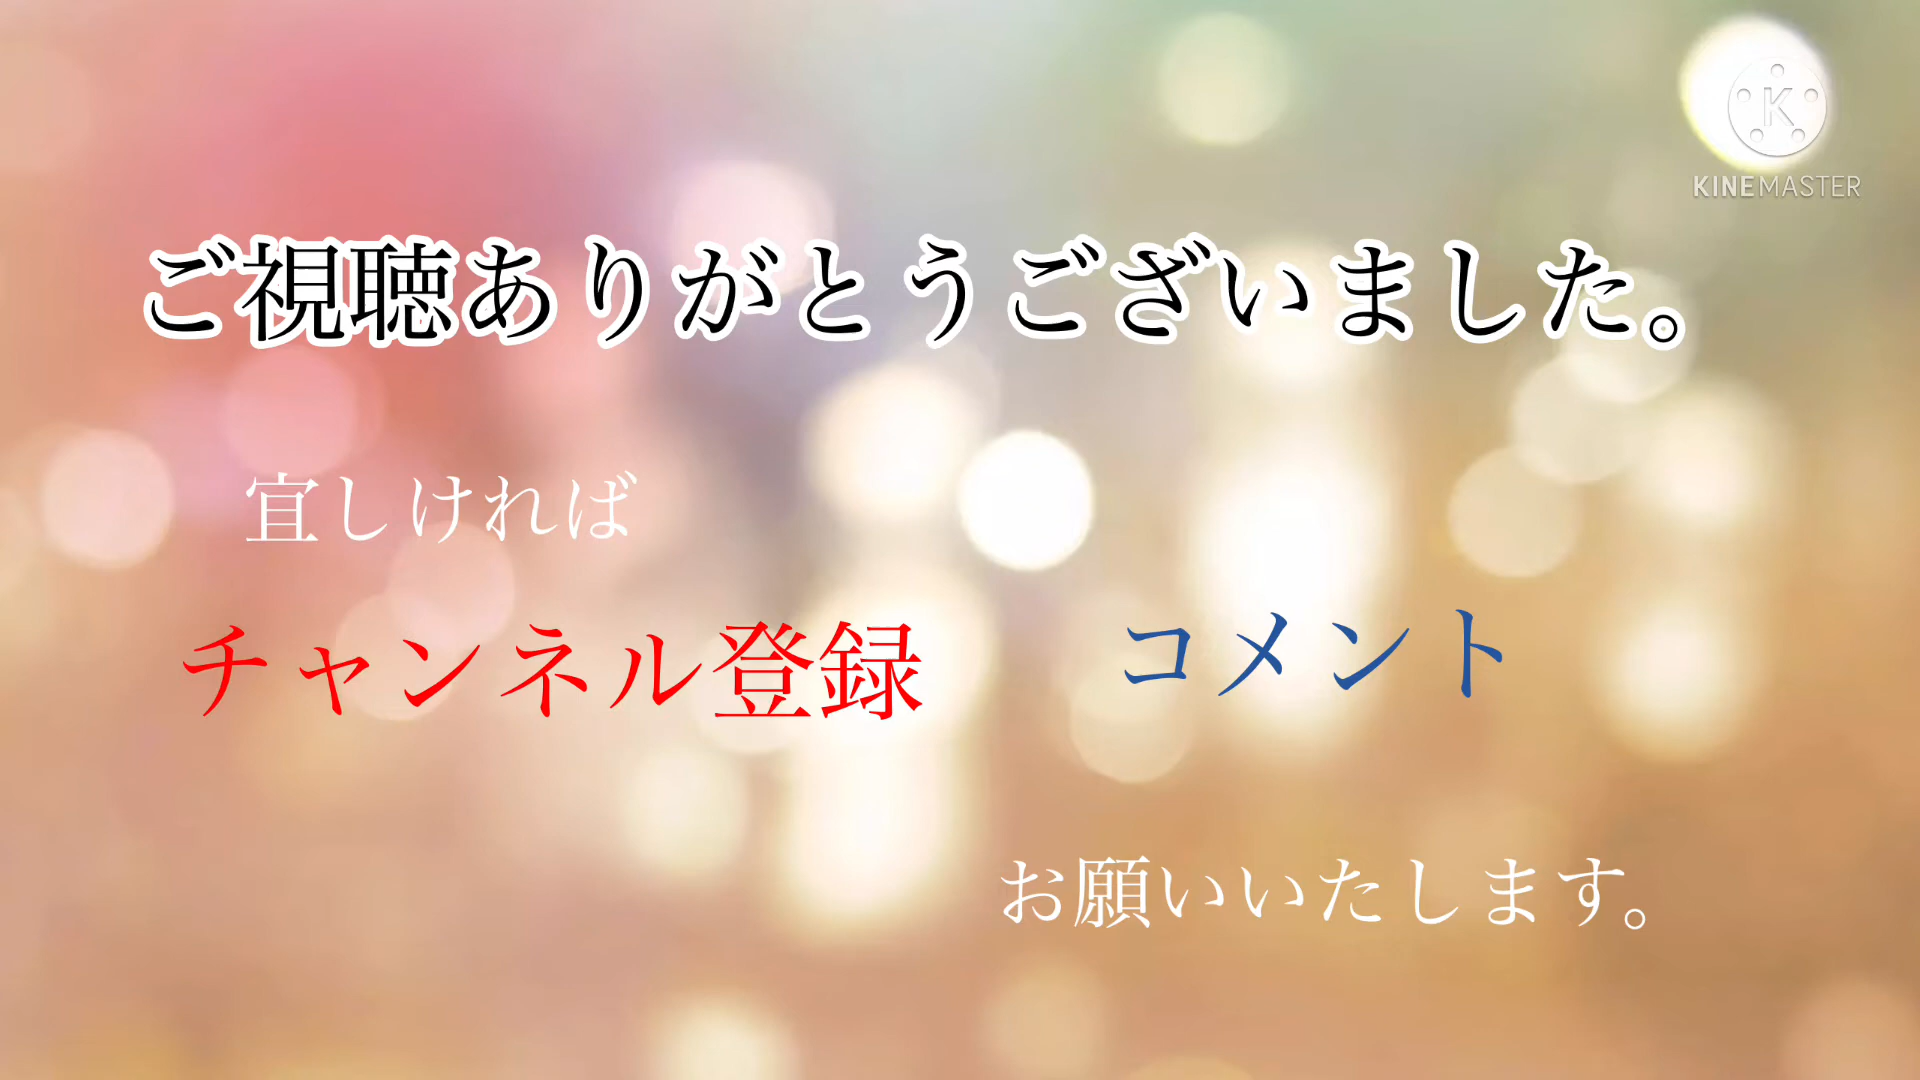 K
KINEMASTER
ご視聴ありがとうございました。
宜しければ
チャンネル登録 コメント
お願いいたします。